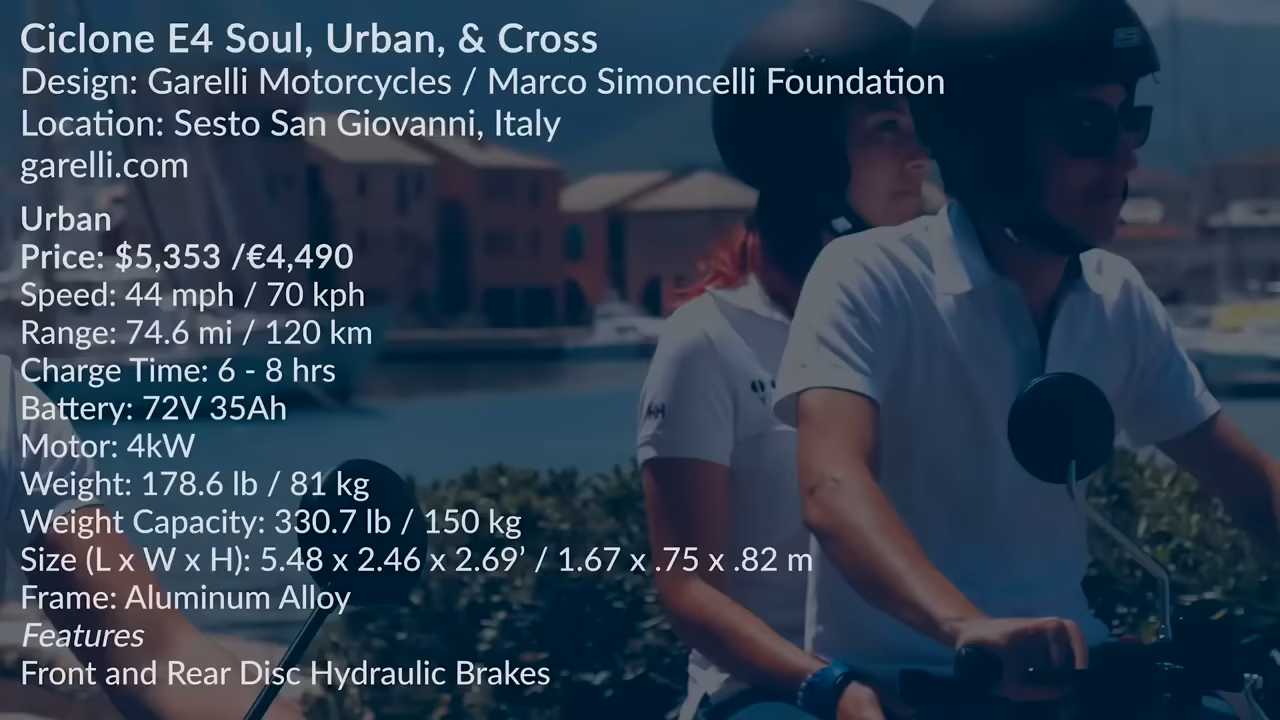 Ciclone E4 Soul, Urban, & Cross
Design: Garelli Motorcycles / Marco Simoncelli Foundation
Location: Sesto San Giovanni, Italy
garelli.com
Urban
Price: $5,353 /€4,490
Speed: 44 mph / 70 kph
Range: 74.6 mi / 120 km
Charge Time: 6 - 8 hrs
Battery: 72V 35Ah
Motor: 4kW
Weight: 178.6 lb / 81 kg
Weight Capacity: 330.7 lb / 150 kg
Size (L x W x H): 5.48 x 2.46 x 2.69’ / 1.67 x .75 x .82 m
Frame: Aluminum Alloy
Features
Front and Rear Disc Hydraulic Brakes